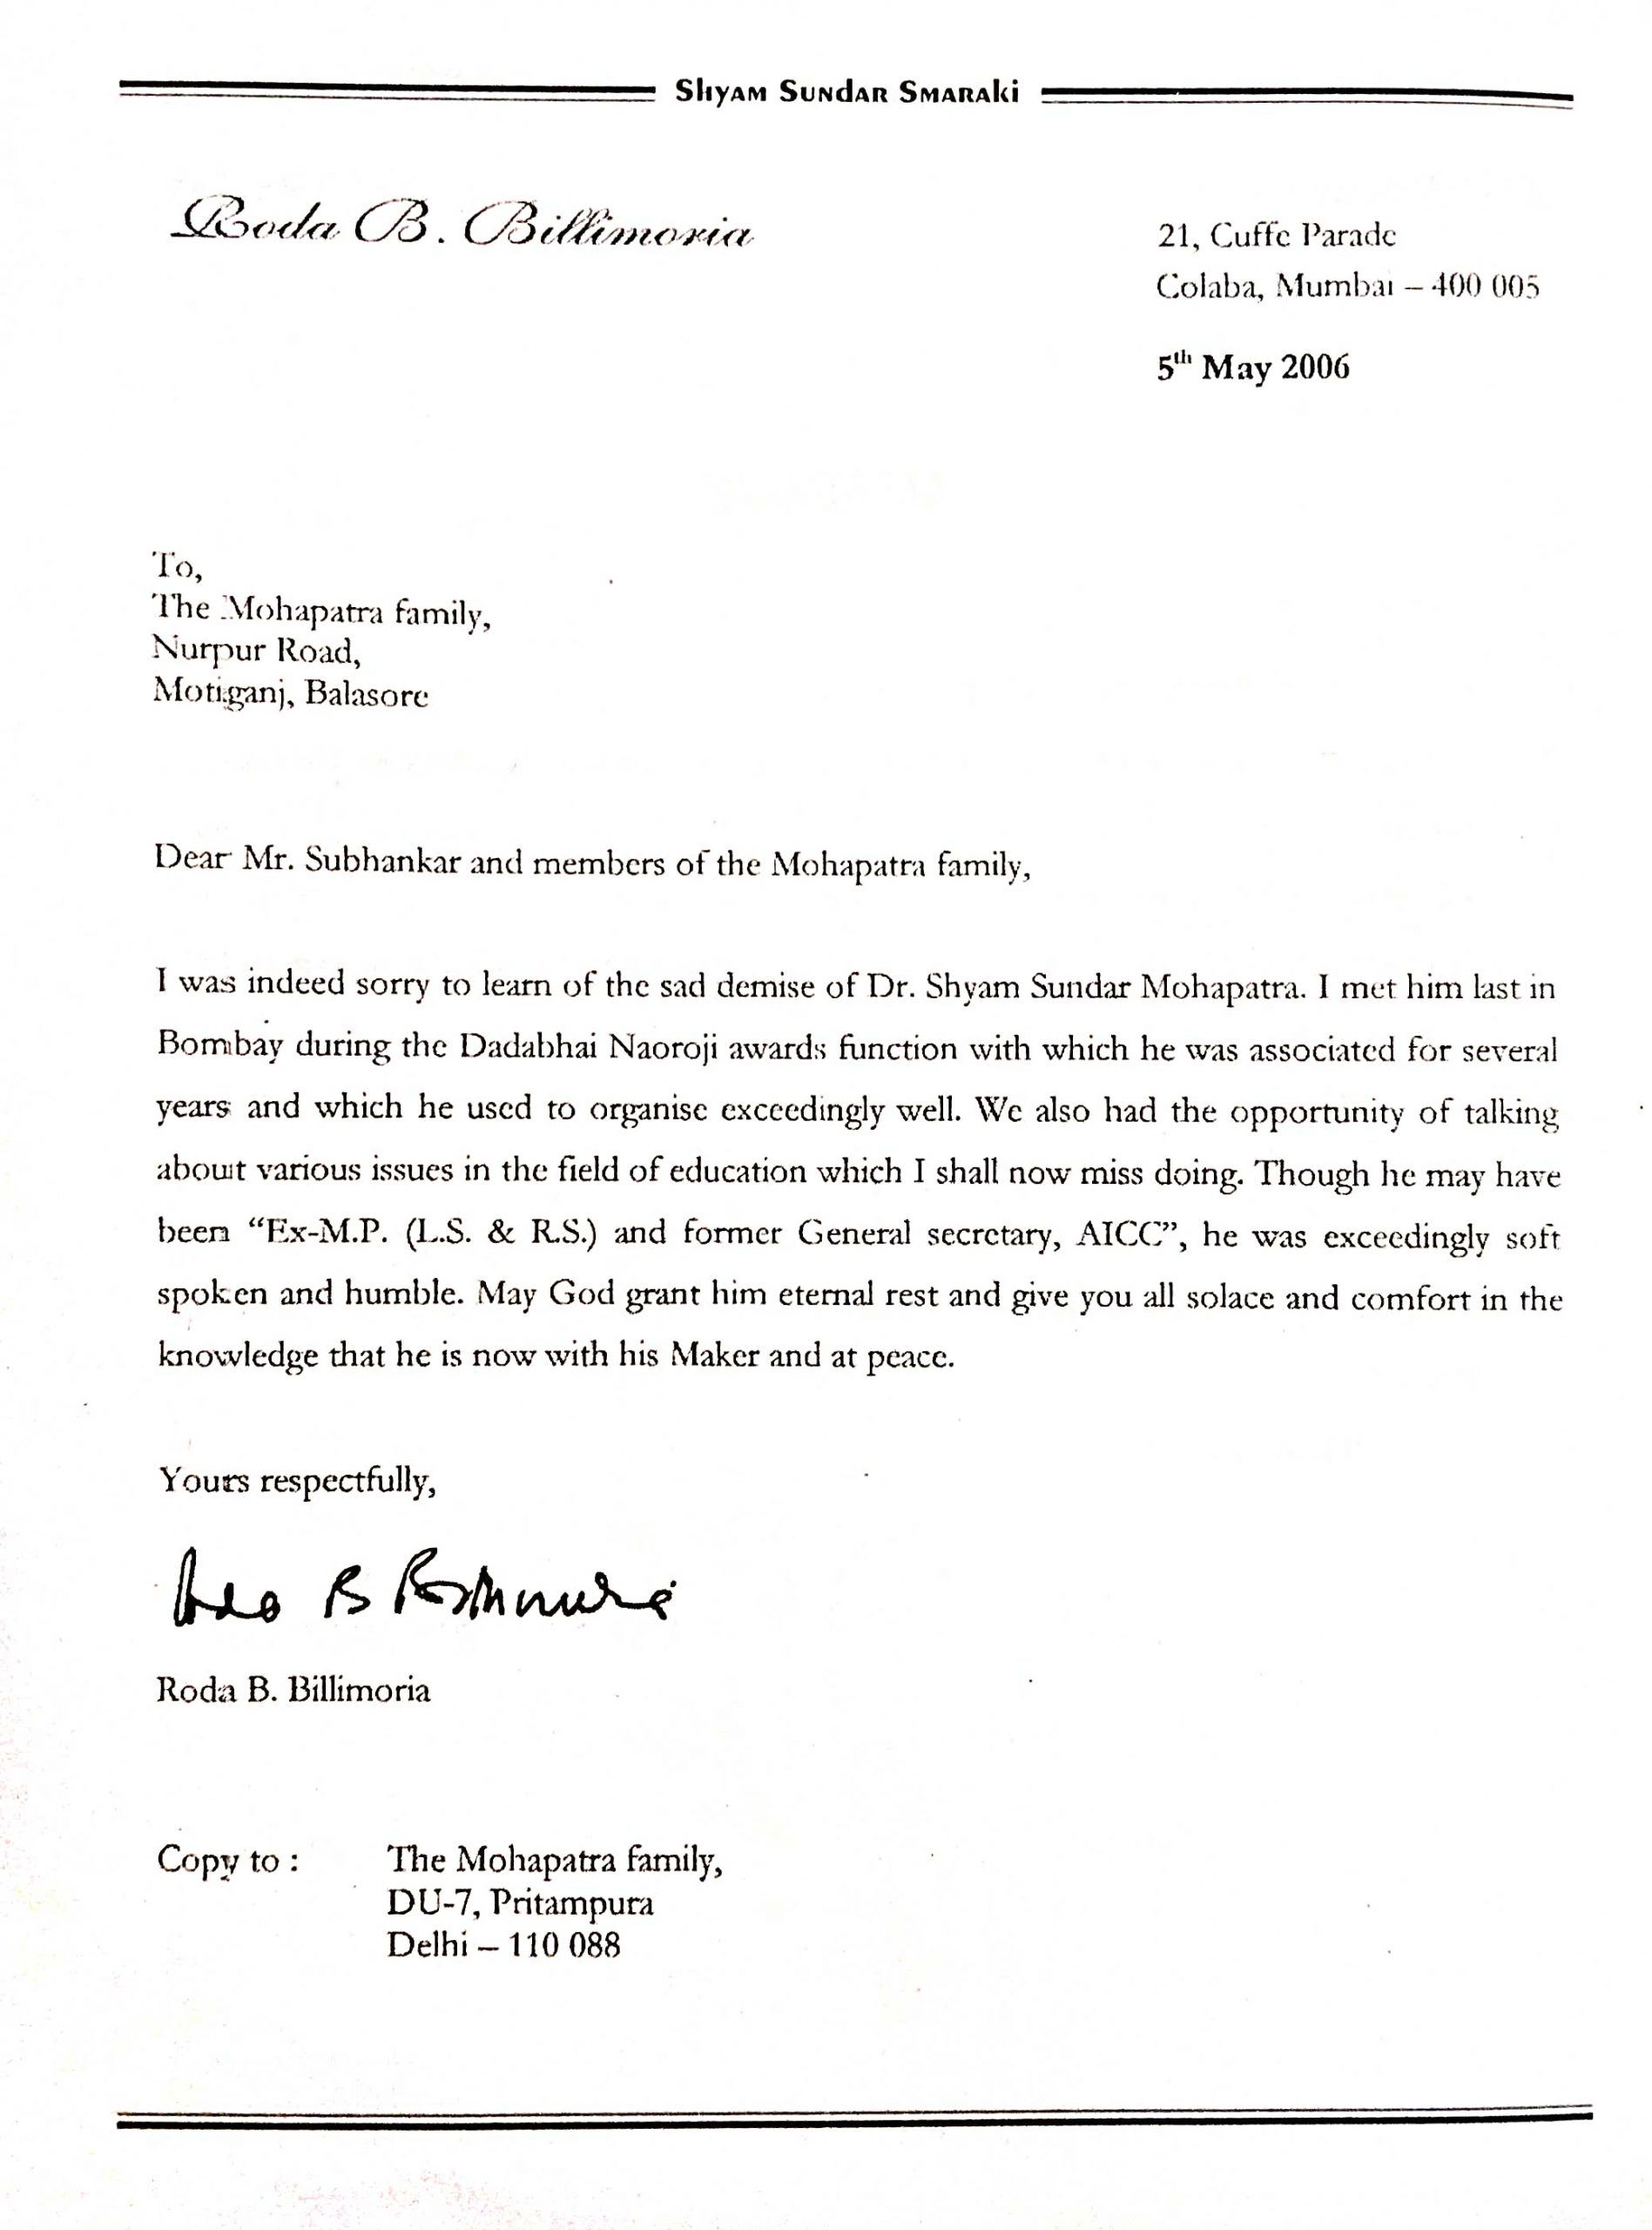 Shyam Sundar Smaraki
Roda B. Billimoria
21, Cuffe Parade
Colaba, Mumbai – 400 005
5th May 2006
To,
The Mohapatra family,
Nurpur Road,
Motiganj, Balasore
Dear Mr. Subhankar and members of the Mohapatra family,
I was indeed sorry to learn of the sad demise of Dr. Shyam Sundar Mohapatra. I met him last in
Bombay during the Dadabhai Naoroji awards function with which he was associated for several
years and which he used to organise exceedingly well. We also had the opportunity of talking
about various issues in the field of education which I shall now miss doing. Though he may have
been “Ex-M.P. (L.S. & R.S.) and former General secretary, AICC”, he was exceedingly soft
spoken and humble. May God grant him eternal rest and give you all solace and comfort in the
knowledge that he is now with his Maker and at peace.
Yours respectfully,
Roda B Billimoria
Roda B. Billimoria
Copy to : The Mohapatra family,
DU-7, Pritampura
Delhi – 110 088